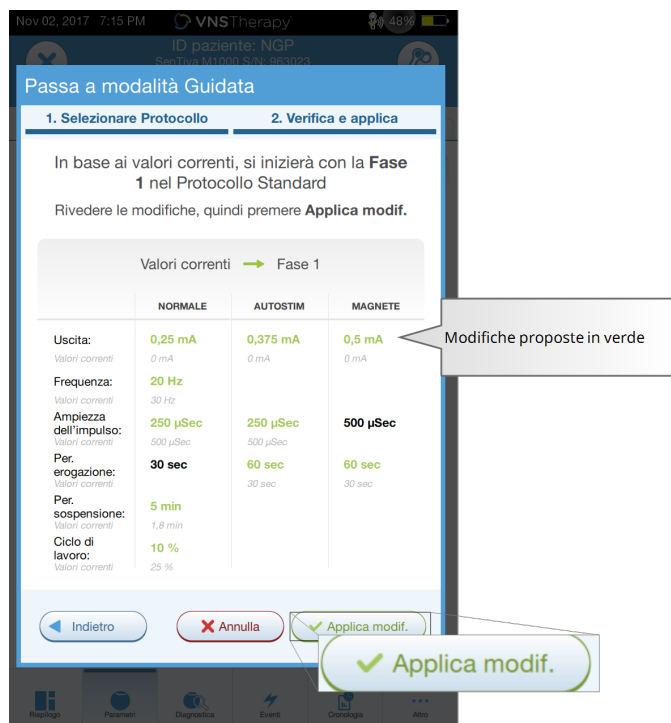 Nov 02, 2017 7:15 PM VNSTherapy 48%
ID paziente: NGP
SenTiva M1000 S/N: 963023
Passa a modalità Guidata
1. Selezionare Protocollo 2. Verifica e applica
In base ai valori correnti, si inizierà con la Fase
1 nel Protocollo Standard
Rivedere le modifiche, quindi premere Applica modif.
Valori correnti → Fase 1
NORMALE AUTOSTIM MAGNETE
Uscita: 0,25 mA 0,375 mA 0,5 mA
Modifiche proposte in verde
Valori correnti 0 mA 0 mA 0 mA
Frequenza: 20 Hz
Valori correnti 30 Hz
Ampiezza
dell'impulso: 250 µSec 250 µSec 500 µSec
Valori correnti 500 µSec 500 µSec
Per.
erogazione: 30 sec 60 sec 60 sec
Valori correnti 30 sec 30 sec
Per.
sospensione: 5 min
Valori correnti 1,8 min
Ciclo di
lavoro: 10 %
Valori correnti 25 %
Indietro Annulla Applica modif.
Applica modif.
Riepilogo Parametri Diagnostica Eventi Cronologia Altro